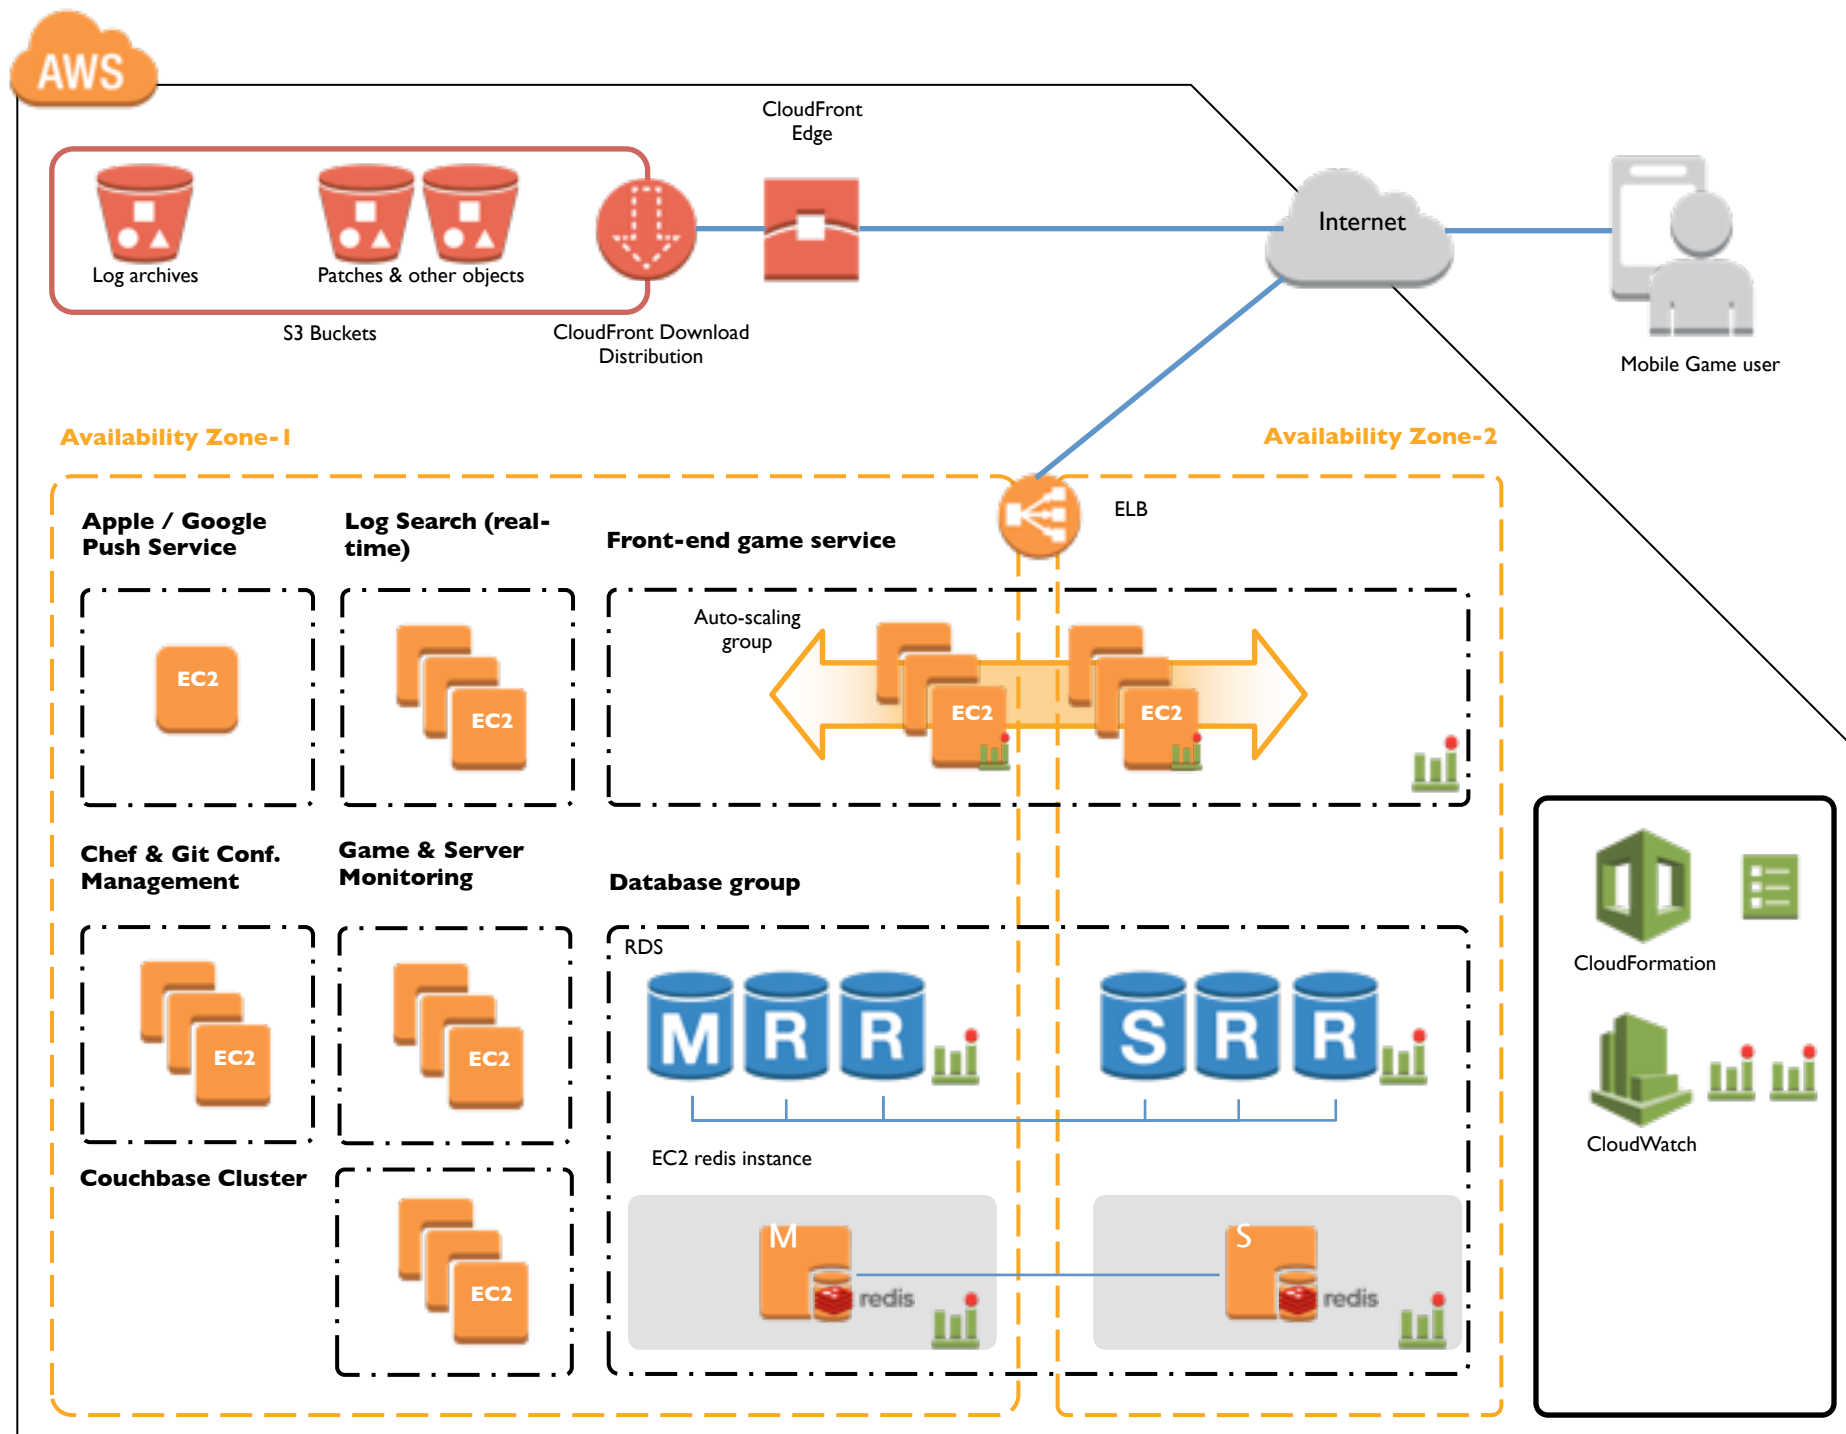 AWS
CloudFront
Edge
Internet
Log archives
Patches & other objects
S3 Buckets
CloudFront Download
Distribution
Mobile Game user
Availability Zone-1
Availability Zone-2
ELB
Apple / Google
Push Service
Log Search (real-
time)
Front-end game service
Auto-scaling
group
EC2
EC2
EC2
EC2
Chef & Git Conf.
Management
Game & Server
Monitoring
Database group
RDS
CloudFormation
M
R
R
S
R
R
EC2
EC2
CloudWatch
EC2 redis instance
Couchbase Cluster
M
S
EC2
redis
redis